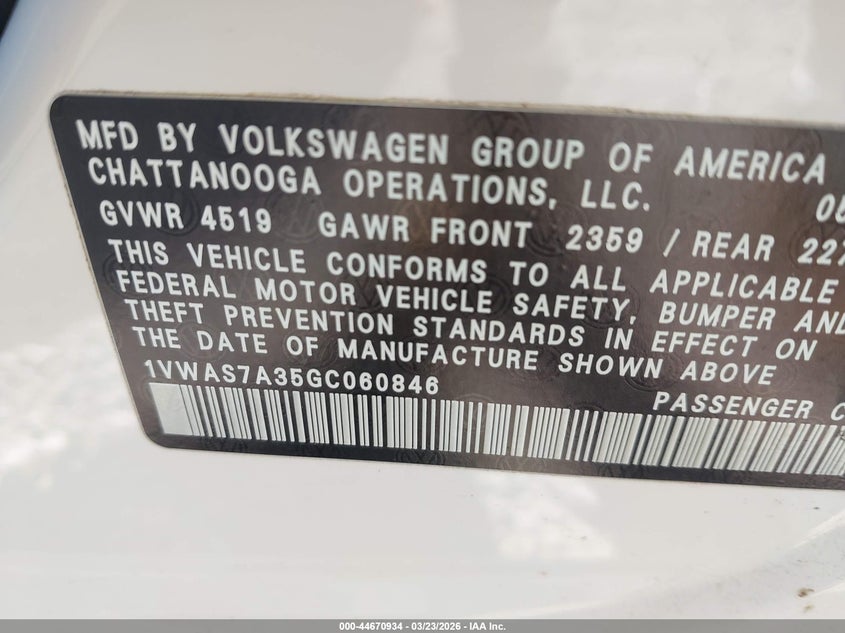 MFD BY VOLKSWAGEN GROUP OF AMERICA
CHATTANOOGA OPERATIONS, LLC.
GVWR 4519 GAWR FRONT 2359 / REAR 227
THIS VEHICLE CONFORMS TO ALL APPLICABLE
FEDERAL MOTOR VEHICLE SAFETY, BUMPER AND
THEFT PREVENTION STANDARDS IN EFFECT ON
THE DATE OF MANUFACTURE SHOWN ABOVE
1VWAS7A35GC060846
PASSENGER C
000-44670934 | 03/23/2026 | IAA Inc.